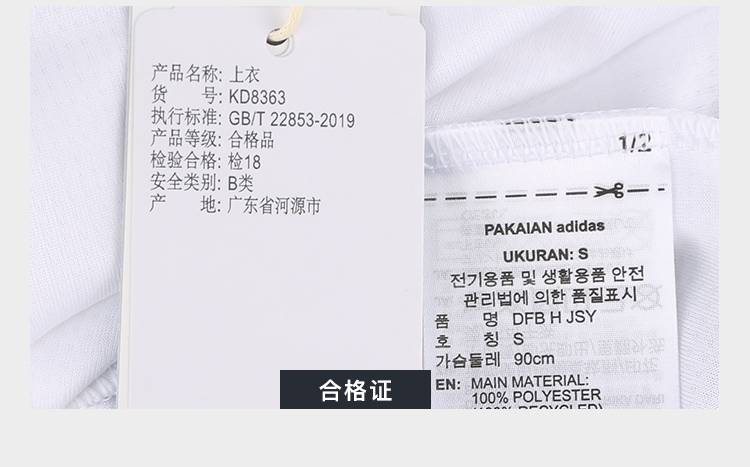 产品名称: 上衣
货 号: KD8363
执行标准: GB/T 22853-2019
产品等级: 合格品
检验合格: 检18
安全类别: B类
产 地: 广东省河源市
1/2
PAKAIAN adidas
UKURAN: S
전기용품 및 생활용품 안전
관리법에 의한 품질표시
품 명 DFB H JSY
호 칭 S
가슴둘레 90cm
EN: MAIN MATERIAL:
100% POLYESTER
(100% RECYCLED)
合格证